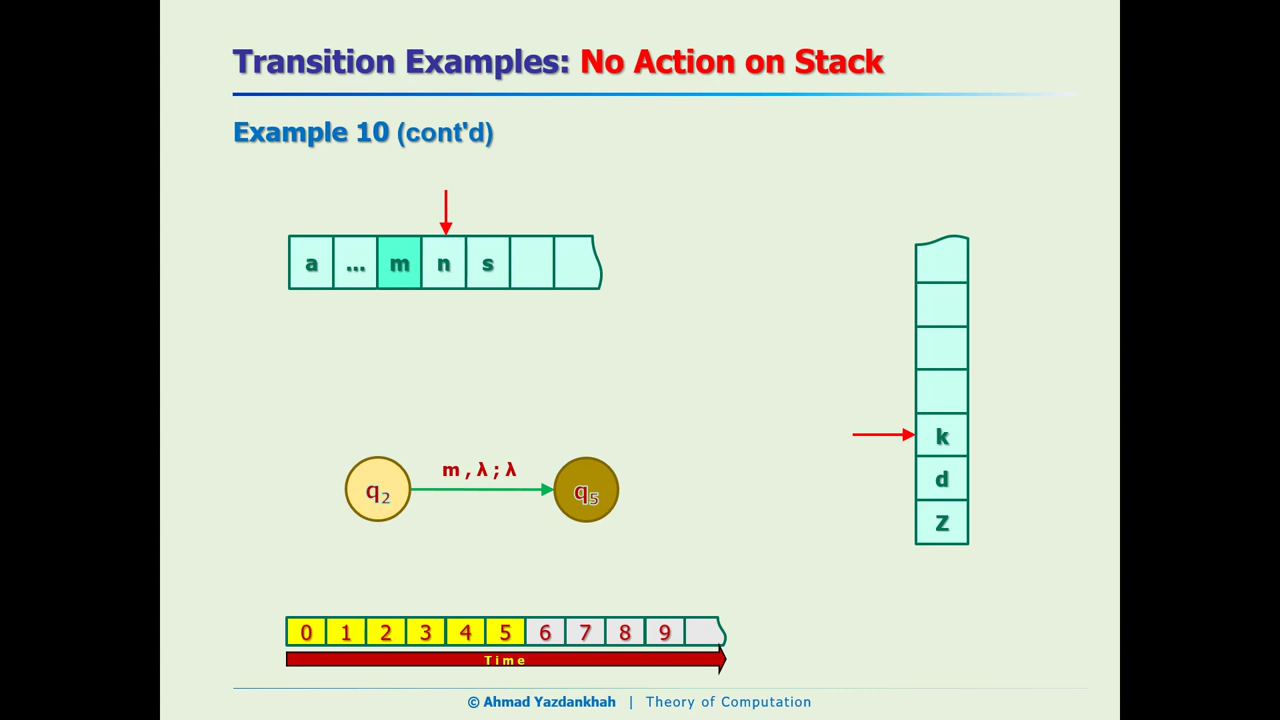 Transition Examples: No Action on Stack
Example 10 (cont'd)
a ... m n s
k
d
Z
m , λ ; λ
q2 q5
0 1 2 3 4 5 6 7 8 9
Time
© Ahmad Yazdankhah | Theory of Computation